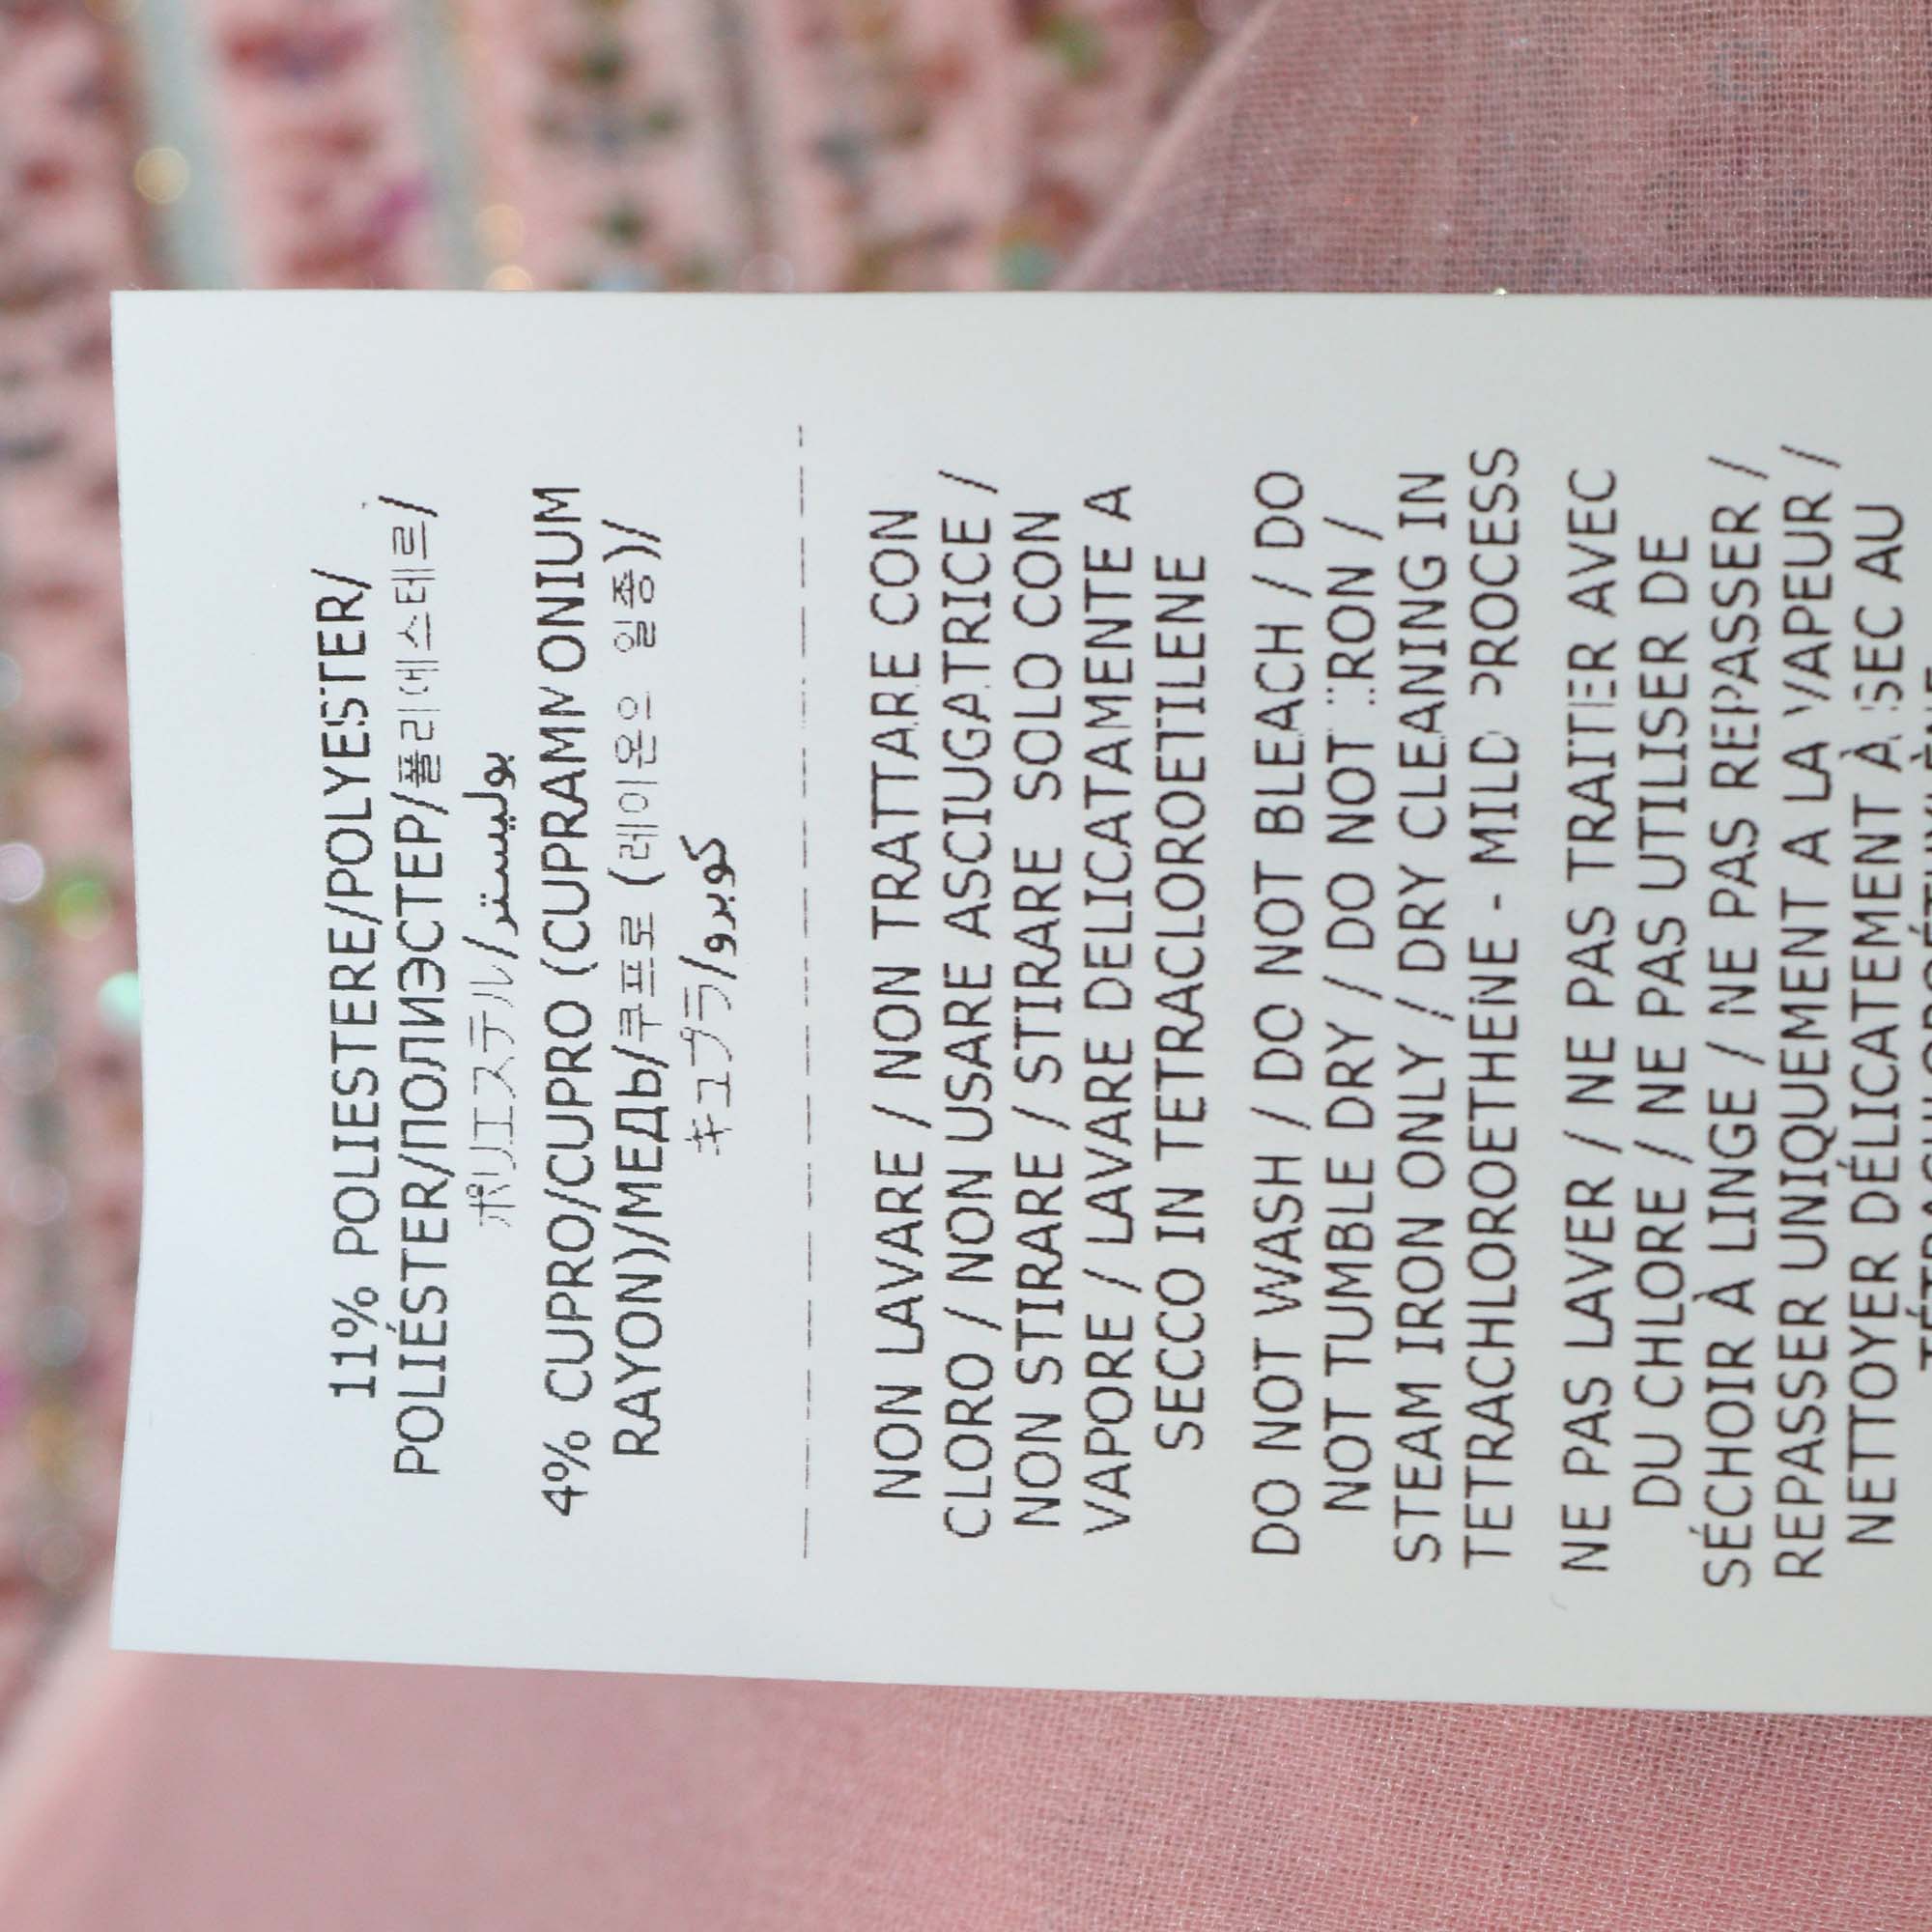 11% POLIESTERE/POLYESTER/
POLIÉSTER/ПОЛИЭСТЕР/폴리에스테르/
ポリエステル/بوليستر
4% CUPRO/CUPRO (CUPRAMMONIUM
RAYON)/МЕДЬ/쿠프로 (레이온의 일종)/
キュプラ/كوبرو
NON LAVARE / NON TRATTARE CON
CLORO / NON USARE ASCIUGATRICE /
NON STIRARE / STIRARE SOLO CON
VAPORE / LAVARE DELICATAMENTE A
SECCO IN TETRACLOROETILENE
DO NOT WASH / DO NOT BLEACH / DO
NOT TUMBLE DRY / DO NOT IRON /
STEAM IRON ONLY / DRY CLEANING IN
TETRACHLOROETHENE - MILD PROCESS
NE PAS LAVER / NE PAS TRAITER AVEC
DU CHLORE / NE PAS UTILISER DE
SÉCHOIR À LINGE / NE PAS REPASSER /
REPASSER UNIQUEMENT A LA VAPEUR /
NETTOYER DÉLICATEMENT À SEC AU